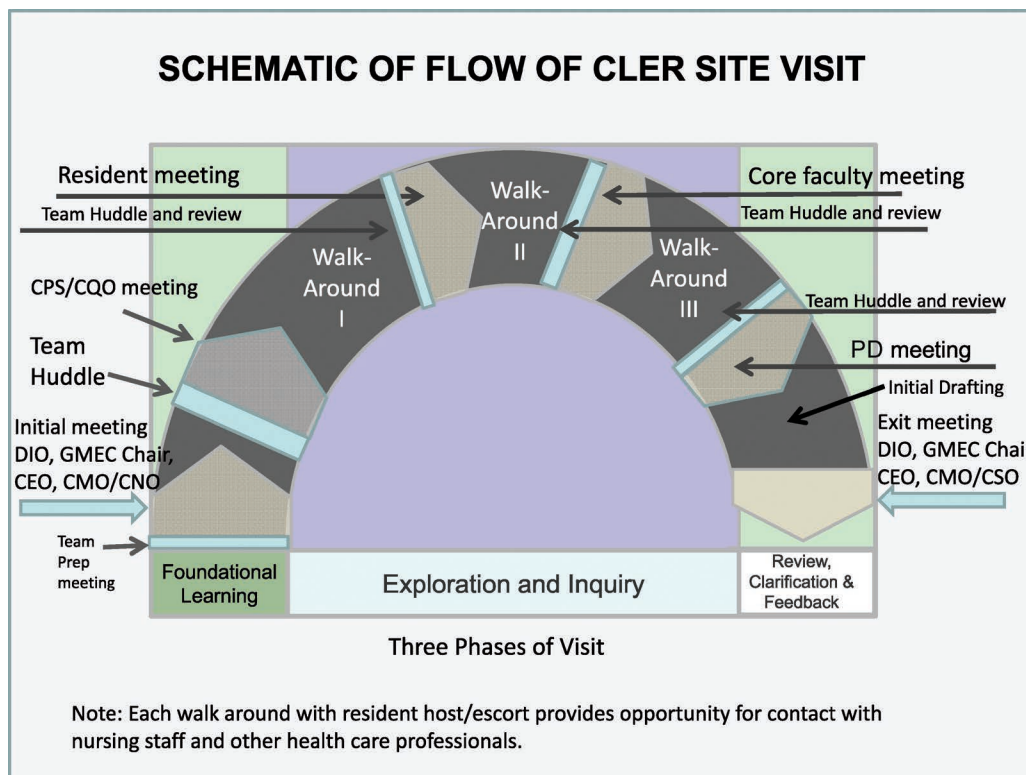 SCHEMATIC OF FLOW OF CLER SITE VISIT
Resident meeting
Team Huddle and review
CPS/CQO meeting
Team
Huddle
Initial meeting
DIO, GMEC Chair,
CEO, CMO/CNO
Team
Prep
meeting
Walk-
Around
I
Walk-
Around
II
Walk-
Around
III
Core faculty meeting
Team Huddle and review
Team Huddle and review
PD meeting
Initial Drafting
Exit meeting
DIO, GMEC Chai
CEO, CMO/CSO
Foundational
Learning
Exploration and Inquiry
Review,
Clarification &
Feedback
Three Phases of Visit
Note: Each walk around with resident host/escort provides opportunity for contact with
nursing staff and other health care professionals.